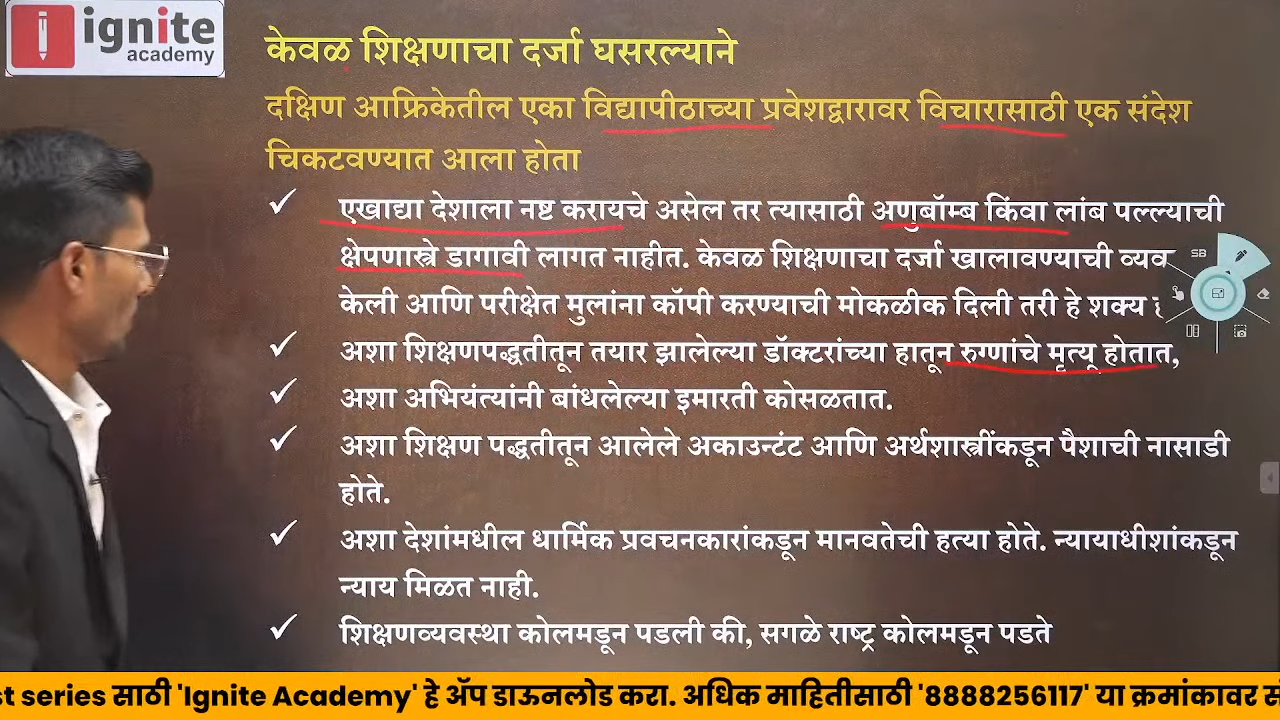 ignite
academy
केवळ शिक्षणाचा दर्जा घसरल्याने
दक्षिण आफ्रिकेतील एका विद्यापीठाच्या प्रवेशद्वारावर विचारासाठी एक संदेश
चिकटवण्यात आला होता
✓ एखाद्या देशाला नष्ट करायचे असेल तर त्यासाठी अणुबॉम्ब किंवा लांब पल्ल्याची
क्षेपणास्त्रे डागावी लागत नाहीत. केवळ शिक्षणाचा दर्जा खालावण्याची
SB
केली आणि परीक्षेत मुलांना कॉपी करण्याची मोकळीक दिली तरी हे शक्य
✓ अशा शिक्षणपद्धतीतून तयार झालेल्या डॉक्टरांच्या हातून रुग्णांचे मृत्यू होतात,
✓ अशा अभियंत्यांनी बांधलेल्या इमारती कोसळतात.
✓ अशा शिक्षण पद्धतीतून आलेले अकाउन्टंट आणि अर्थशास्त्रींकडून पैशाची नासाडी
होते.
✓ अशा देशांमधील धार्मिक प्रवचनकारांकडून मानवतेची हत्या होते. न्यायाधीशांकडून
न्याय मिळत नाही.
✓ शिक्षणव्यवस्था कोलमडून पडली की, सगळे राष्ट्र कोलमडून पडते
st series साठी 'Ignite Academy' हे ॲप डाऊनलोड करा. अधिक माहितीसाठी '8888256117' या क्रमांकावर